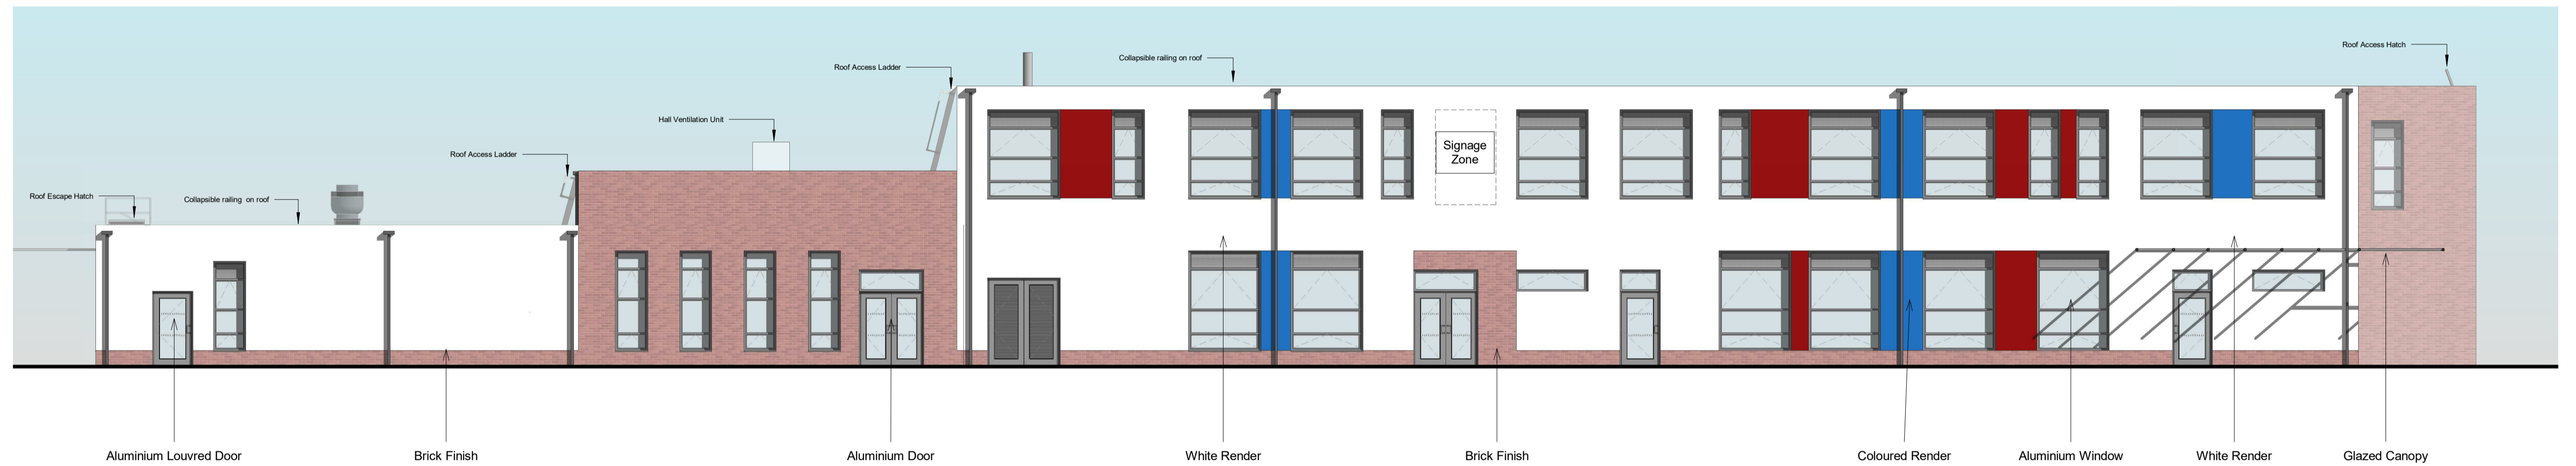 Roof Access Hatch
Collapsible railing on roof
Roof Access Ladder
Hall Ventilation Unit
Signage
Zone
Roof Access Ladder
Roof Escape Hatch
Collapsible railing on roof
Aluminium Louvred Door
Brick Finish
Aluminium Door
White Render
Brick Finish
Coloured Render
Aluminium Window
White Render
Glazed Canopy